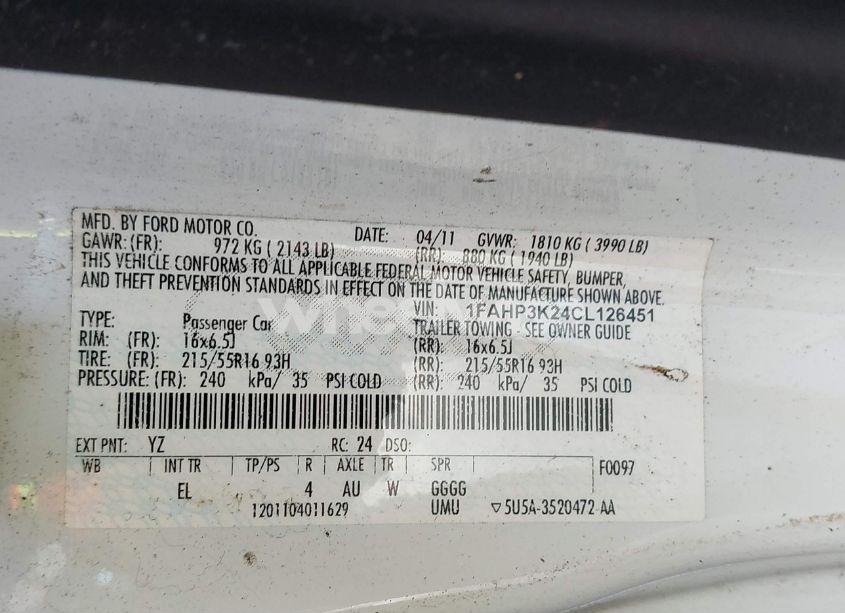 MFD. BY FORD MOTOR CO. DATE: 04/11 GVWR: 1810 KG ( 3990 LB)
GAWR: (FR): 972 KG ( 2143 LB) (RR): 880 KG ( 1940 LB)
THIS VEHICLE CONFORMS TO ALL APPLICABLE FEDERAL MOTOR VEHICLE SAFETY, BUMPER,
AND THEFT PREVENTION STANDARDS IN EFFECT ON THE DATE OF MANUFACTURE SHOWN ABOVE.
VIN: 1FAHP3K24CL126451
TYPE: Passenger Car TRAILER TOWING - SEE OWNER GUIDE
RIM: (FR): 16x6.5J (RR): 16x6.5J
TIRE: (FR): 215/55R16 93H (RR): 215/55R16 93H
PRESSURE: (FR): 240 kPa/ 35 PSI COLD (RR): 240 kPa/ 35 PSI COLD
EXT PNT: YZ RC: 24 DSO:
WB INT TR TP/PS R AXLE TR SPR F0097
EL 4 AU W GGGG
1201104011629 UMU ▽ 5U5A-3520472-AA